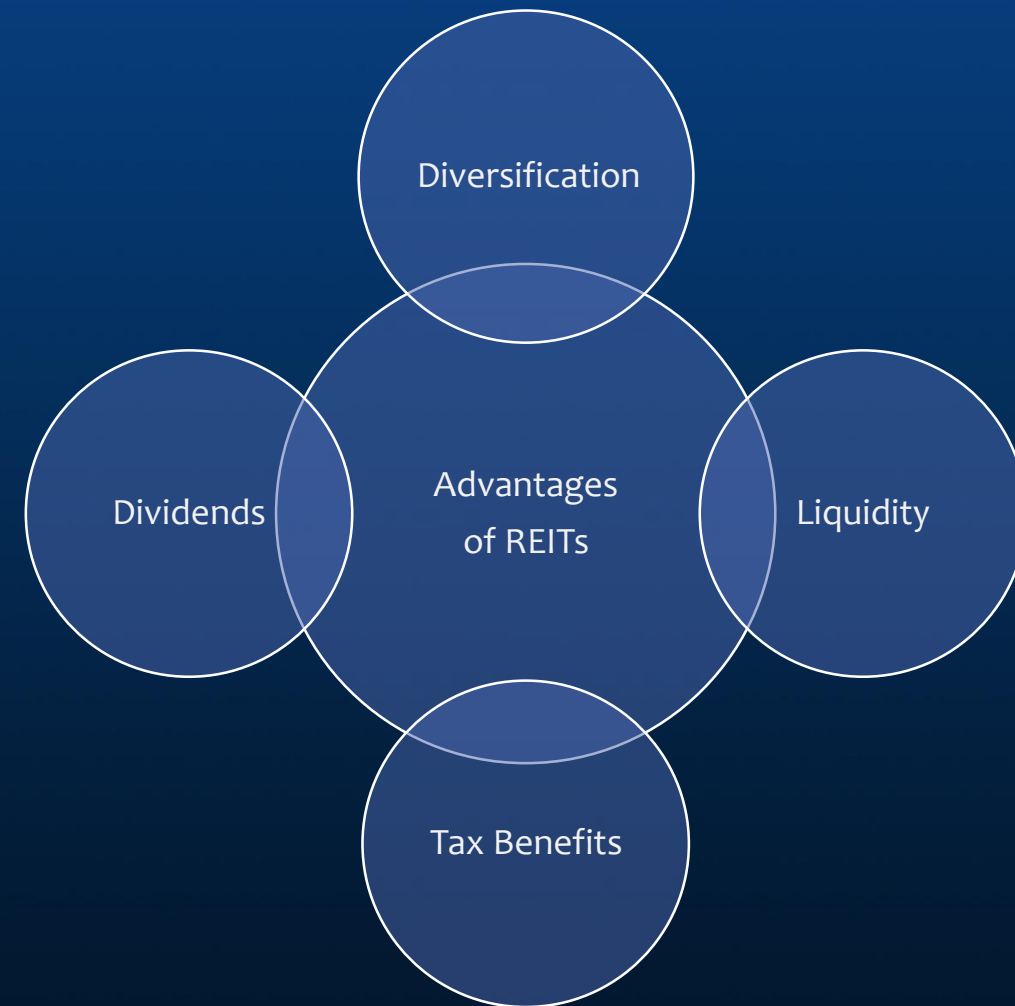 Diversification
Dividends
Advantages
of REITs
Liquidity
Tax Benefits